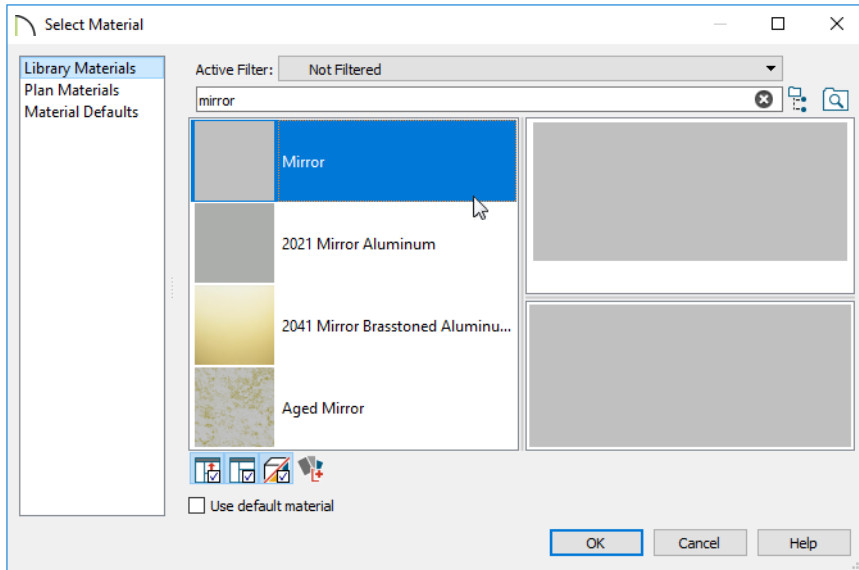 Select Material
Library Materials
Plan Materials
Material Defaults
Active Filter: Not Filtered
mirror
Mirror
2021 Mirror Aluminum
2041 Mirror Brasstoned Aluminu...
Aged Mirror
Use default material
OK Cancel Help